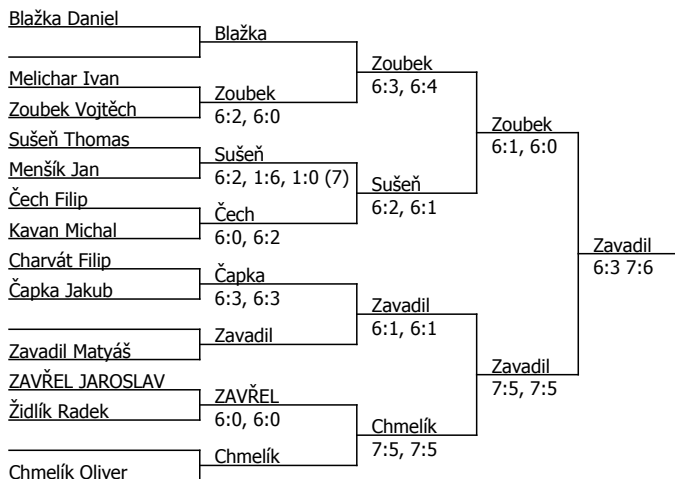 Blažka Daniel
Blažka
Zoubek
6:3, 6:4
Melichar Ivan
Zoubek
6:2, 6:0
Zoubek Vojtěch
Zoubek
6:1, 6:0
Sušeň Thomas
Sušeň
6:2, 1:6, 1:0 (7)
Menšík Jan
Sušeň
6:2, 6:1
Čech Filip
Čech
6:0, 6:2
Kavan Michal
Zavadil
6:3 7:6
Charvát Filip
Čapka
6:3, 6:3
Čapka Jakub
Zavadil
6:1, 6:1
Zavadil
Zavadil Matyáš
Zavadil
7:5, 7:5
ZAVŘEL JAROSLAV
ZAVŘEL
6:0, 6:0
Židlík Radek
Chmelík
7:5, 7:5
Chmelík
Chmelík Oliver